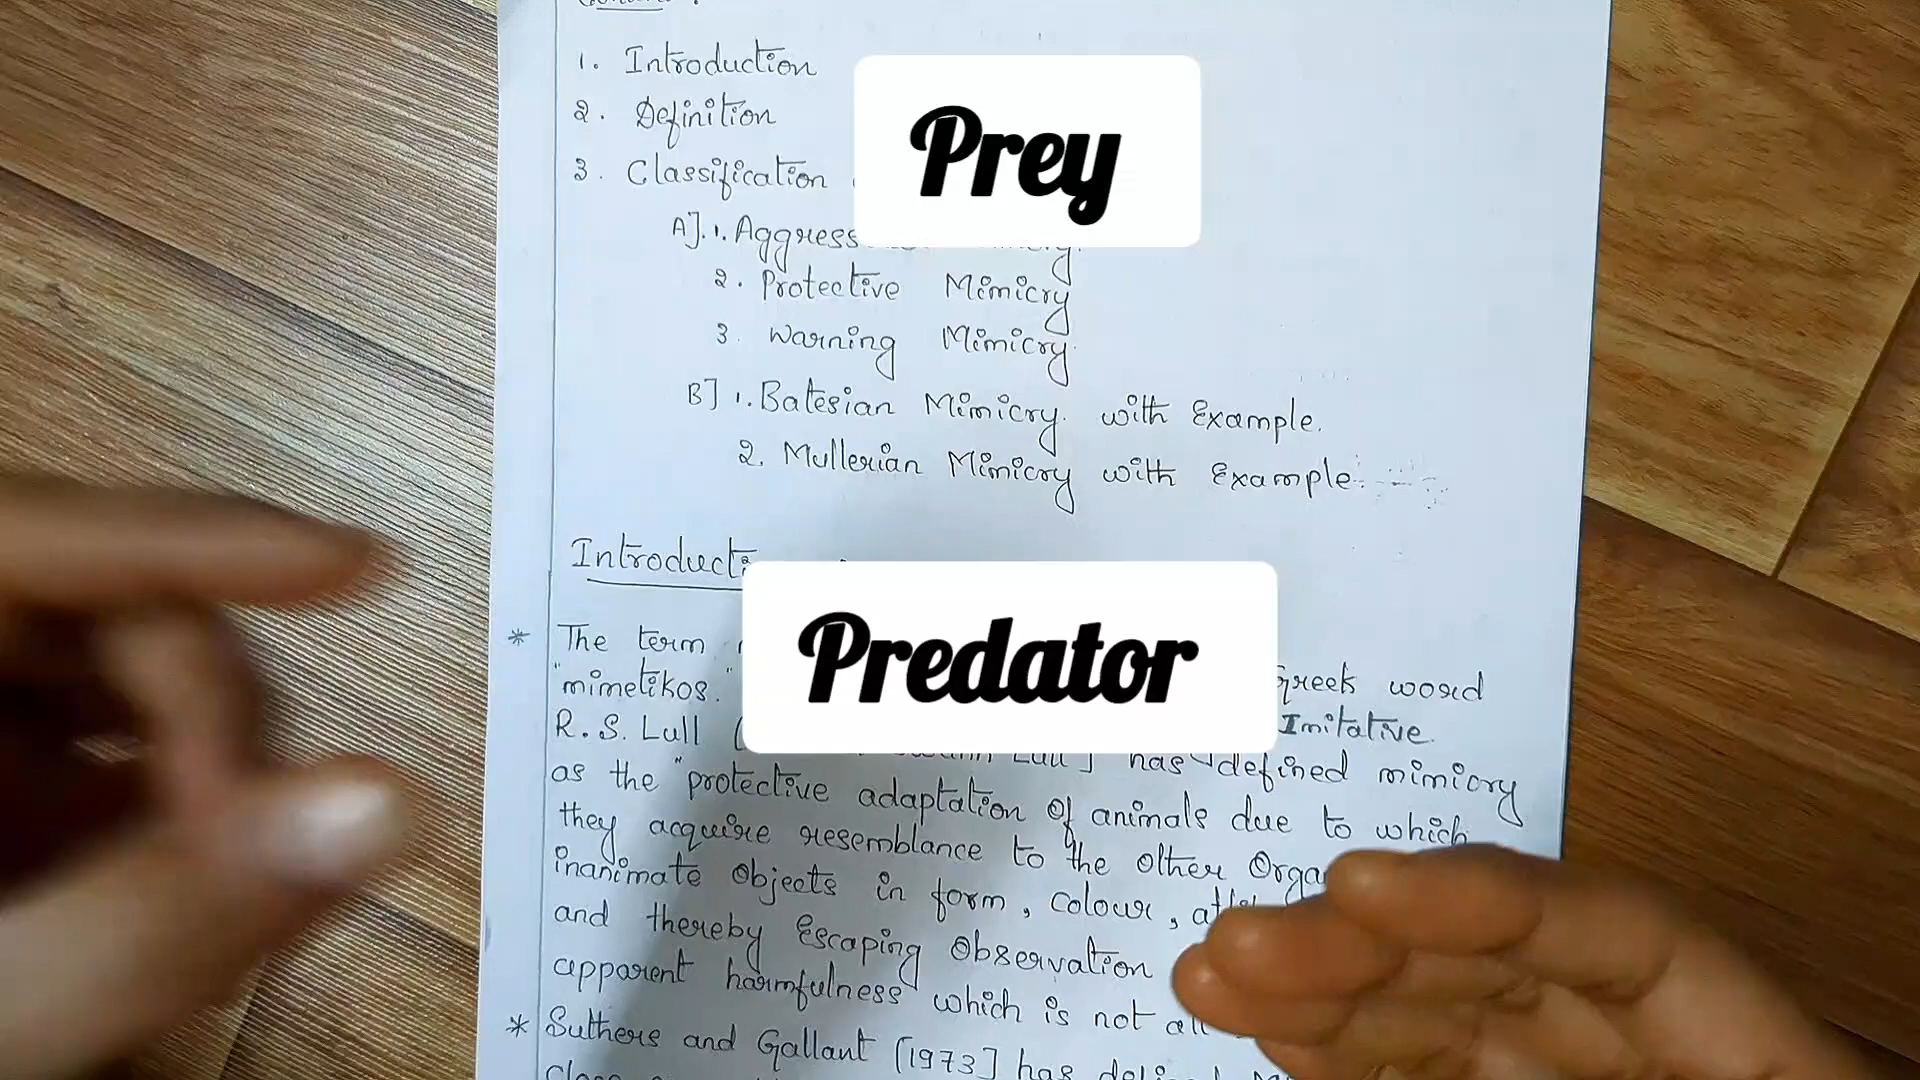 1. Introduction
2. Definition
3. Classification
Prey
A]. 1. Aggress
2. Protective Mimicry
3. Warning Mimicry
B] 1. Batesian Mimicry. with Example.
2. Mullerian Mimicry with Example.
Introducti
Predator
* The term
"mimetikos." Greek word
R. S. Lull ( Imitative.
Lull] has defined mimicry
as the "protective adaptation of animals due to which
they acquire resemblance to the other Orga
inanimate objects in form, colour,
and thereby Escaping Observation
apparent harmfulness which is not
* Suthers and Gallant [1973] has